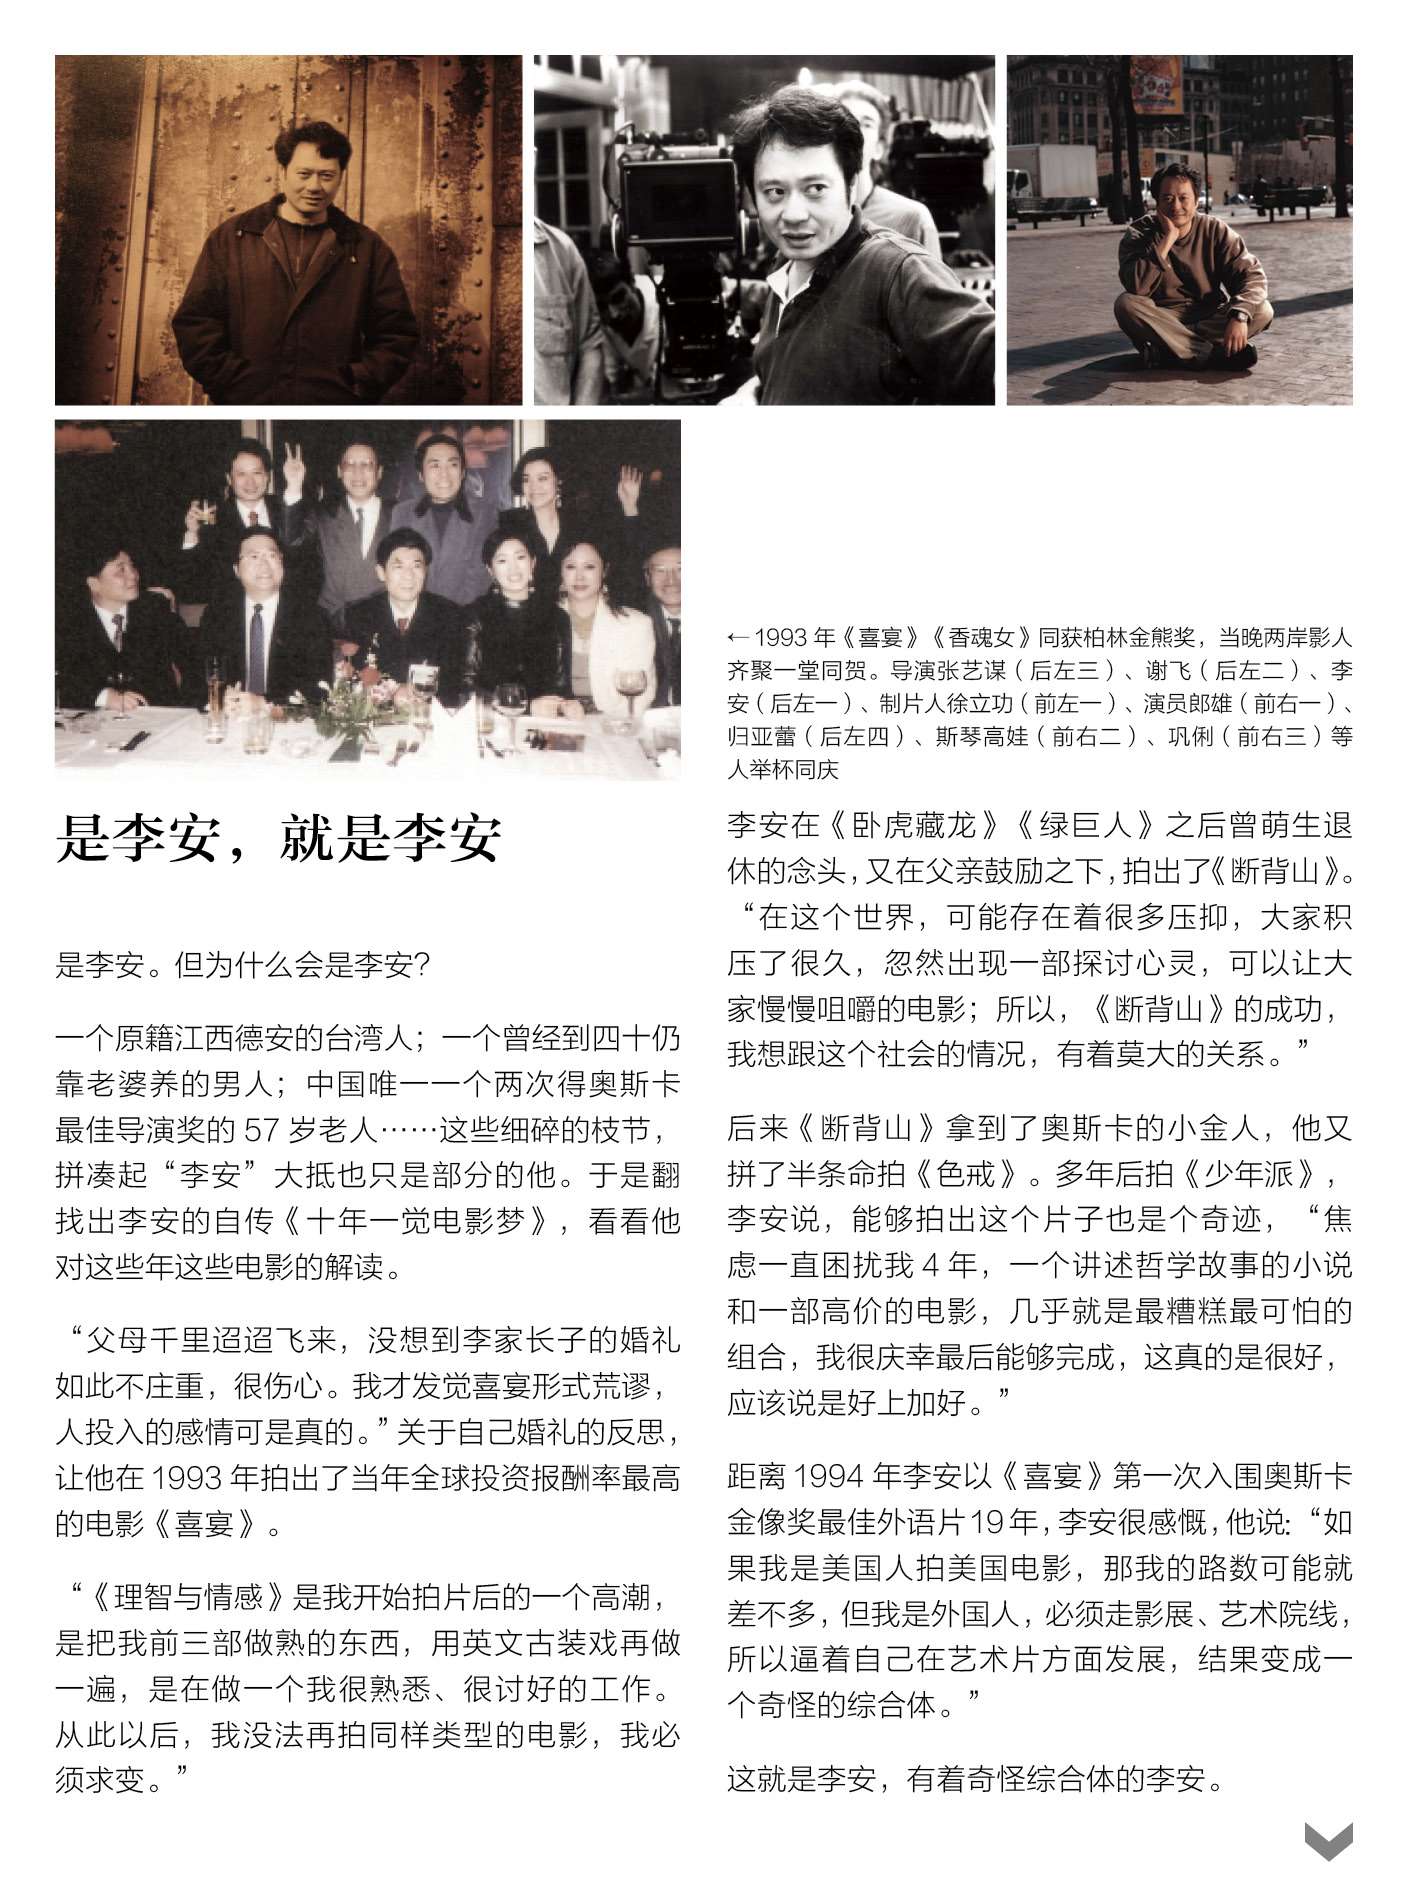 ←1993 年《喜宴》《香魂女》同获柏林金熊奖，当晚两岸影人
齐聚一堂同贺。导演张艺谋（后左三）、谢飞（后左二）、李
安（后左一）、制片人徐立功（前左一）、演员郎雄（前右一）、
归亚蕾（后左四）、斯琴高娃（前右二）、巩俐（前右三）等
人举杯同庆
是李安，就是李安
是李安。但为什么会是李安？
一个原籍江西德安的台湾人；一个曾经到四十仍
靠老婆养的男人；中国唯一一个两次得奥斯卡
最佳导演奖的 57 岁老人……这些细碎的枝节，
拼凑起“李安”大抵也只是部分的他。于是翻
找出李安的自传《十年一觉电影梦》，看看他
对这些年这些电影的解读。
“父母千里迢迢飞来，没想到李家长子的婚礼
如此不庄重，很伤心。我才发觉喜宴形式荒谬，
人投入的感情可是真的。”关于自己婚礼的反思，
让他在 1993 年拍出了当年全球投资报酬率最高
的电影《喜宴》。
“《理智与情感》是我开始拍片后的一个高潮，
是把我前三部做熟的东西，用英文古装戏再做
一遍，是在做一个我很熟悉、很讨好的工作。
从此以后，我没法再拍同样类型的电影，我必
须求变。”
李安在《卧虎藏龙》《绿巨人》之后曾萌生退
休的念头，又在父亲鼓励之下，拍出了《断背山》。
“在这个世界，可能存在着很多压抑，大家积
压了很久，忽然出现一部探讨心灵，可以让大
家慢慢咀嚼的电影；所以，《断背山》的成功，
我想跟这个社会的情况，有着莫大的关系。”
后来《断背山》拿到了奥斯卡的小金人，他又
拼了半条命拍《色戒》。多年后拍《少年派》，
李安说，能够拍出这个片子也是个奇迹，“焦
虑一直困扰我 4 年，一个讲述哲学故事的小说
和一部高价的电影，几乎就是最糟糕最可怕的
组合，我很庆幸最后能够完成，这真的是很好，
应该说是好上加好。”
距离 1994 年李安以《喜宴》第一次入围奥斯卡
金像奖最佳外语片19年，李安很感慨，他说：“如
果我是美国人拍美国电影，那我的路数可能就
差不多，但我是外国人，必须走影展、艺术院线，
所以逼着自己在艺术片方面发展，结果变成一
个奇怪的综合体。”
这就是李安，有着奇怪综合体的李安。